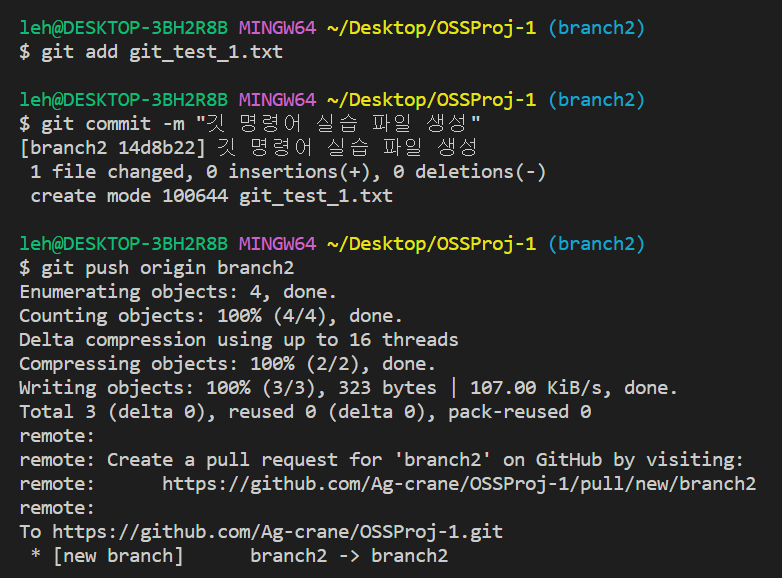 leh@DESKTOP-3BH2R8B MINGW64 ~/Desktop/OSSProj-1 (branch2)
$ git add git_test_1.txt
leh@DESKTOP-3BH2R8B MINGW64 ~/Desktop/OSSProj-1 (branch2)
$ git commit -m "깃 명령어 실습 파일 생성"
[branch2 14d8b22] 깃 명령어 실습 파일 생성
1 file changed, 0 insertions(+), 0 deletions(-)
create mode 100644 git_test_1.txt
leh@DESKTOP-3BH2R8B MINGW64 ~/Desktop/OSSProj-1 (branch2)
$ git push origin branch2
Enumerating objects: 4, done.
Counting objects: 100% (4/4), done.
Delta compression using up to 16 threads
Compressing objects: 100% (2/2), done.
Writing objects: 100% (3/3), 323 bytes | 107.00 KiB/s, done.
Total 3 (delta 0), reused 0 (delta 0), pack-reused 0
remote:
remote: Create a pull request for 'branch2' on GitHub by visiting:
remote:      https://github.com/Ag-crane/OSSProj-1/pull/new/branch2
remote:
To https://github.com/Ag-crane/OSSProj-1.git
* [new branch]      branch2 -> branch2